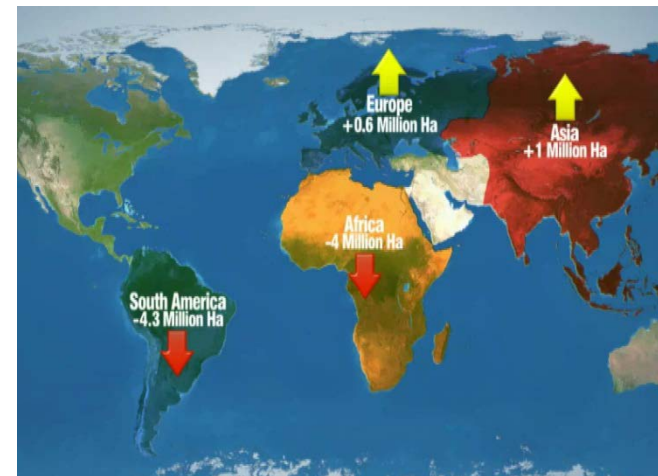 Europe
+0.6 Million Ha
Asia
+1 Million Ha
Africa
-4 Million Ha
South America
-4.3 Million Ha